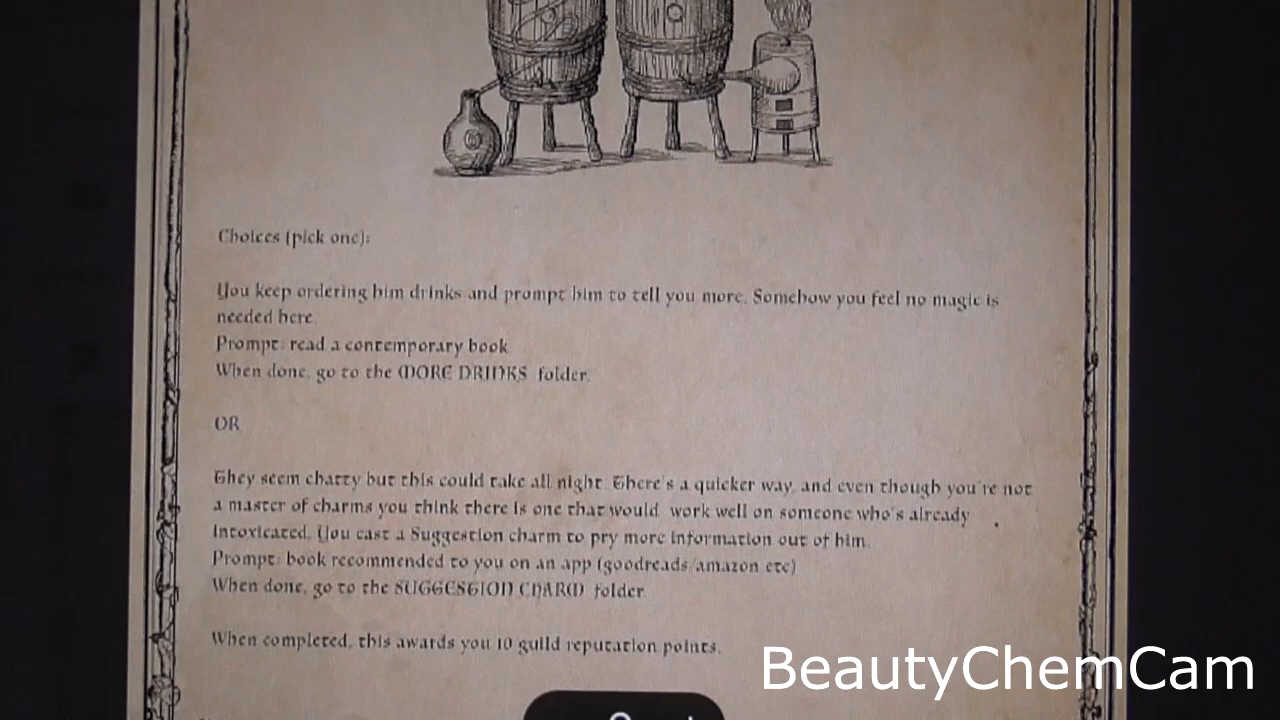 Choices (pick one):
You keep ordering him drinks and prompt him to tell you more. Somehow you feel no magic is
needed here.
Prompt: read a contemporary book
When done, go to the MORE DRINKS folder.
OR
They seem chatty but this could take all night. There's a quicker way, and even though you're not
a master of charms you think there is one that would work well on someone who's already
intoxicated. You cast a Suggestion charm to pry more information out of him.
Prompt: book recommended to you on an app (goodreads/amazon etc)
When done, go to the SUGGESTION CHARM folder.
When completed, this awards you 10 guild reputation points.
BeautyChemCam